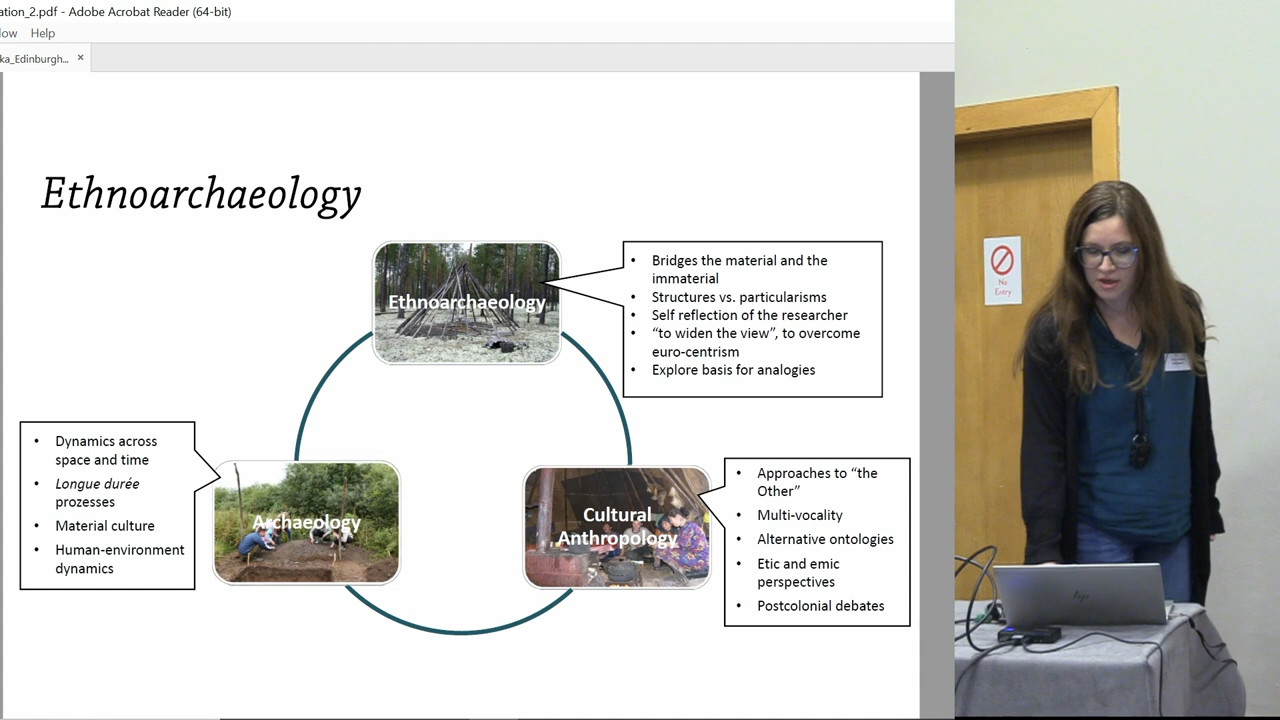 ation_2.pdf - Adobe Acrobat Reader (64-bit)
ow Help
ka_Edinburgh... ×
Ethnoarchaeology
Ethnoarchaeology
• Bridges the material and the
immaterial
• Structures vs. particularisms
• Self reflection of the researcher
• “to widen the view”, to overcome
euro-centrism
• Explore basis for analogies
• Dynamics across
space and time
• Longue durée
prozesses
• Material culture
• Human-environment
dynamics
Archaeology
Cultural
Anthropology
• Approaches to “the
Other”
• Multi-vocality
• Alternative ontologies
• Etic and emic
perspectives
• Postcolonial debates
No
Entry
hp